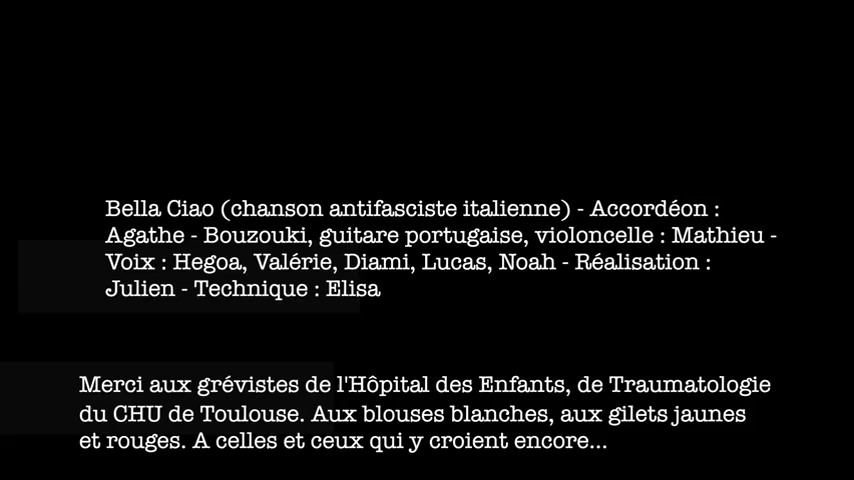 Bella Ciao (chanson antifasciste italienne) - Accordéon :
Agathe - Bouzouki, guitare portugaise, violoncelle : Mathieu -
Voix : Hegoa, Valérie, Diami, Lucas, Noah - Réalisation :
Julien - Technique : Elisa
Merci aux grévistes de l'Hôpital des Enfants, de Traumatologie
du CHU de Toulouse. Aux blouses blanches, aux gilets jaunes
et rouges. A celles et ceux qui y croient encore...